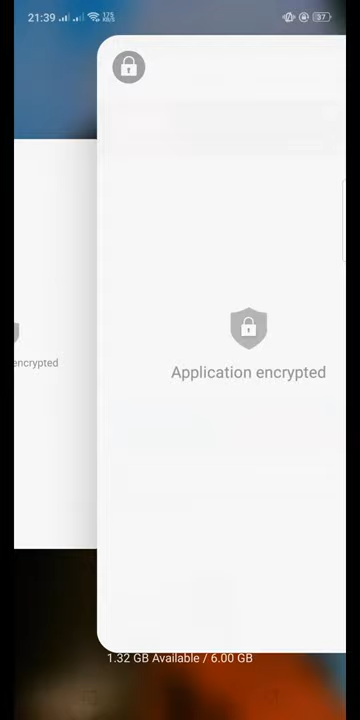 21:39
175 KB/S
37
encrypted
Application encrypted
1.32 GB Available / 6.00 GB